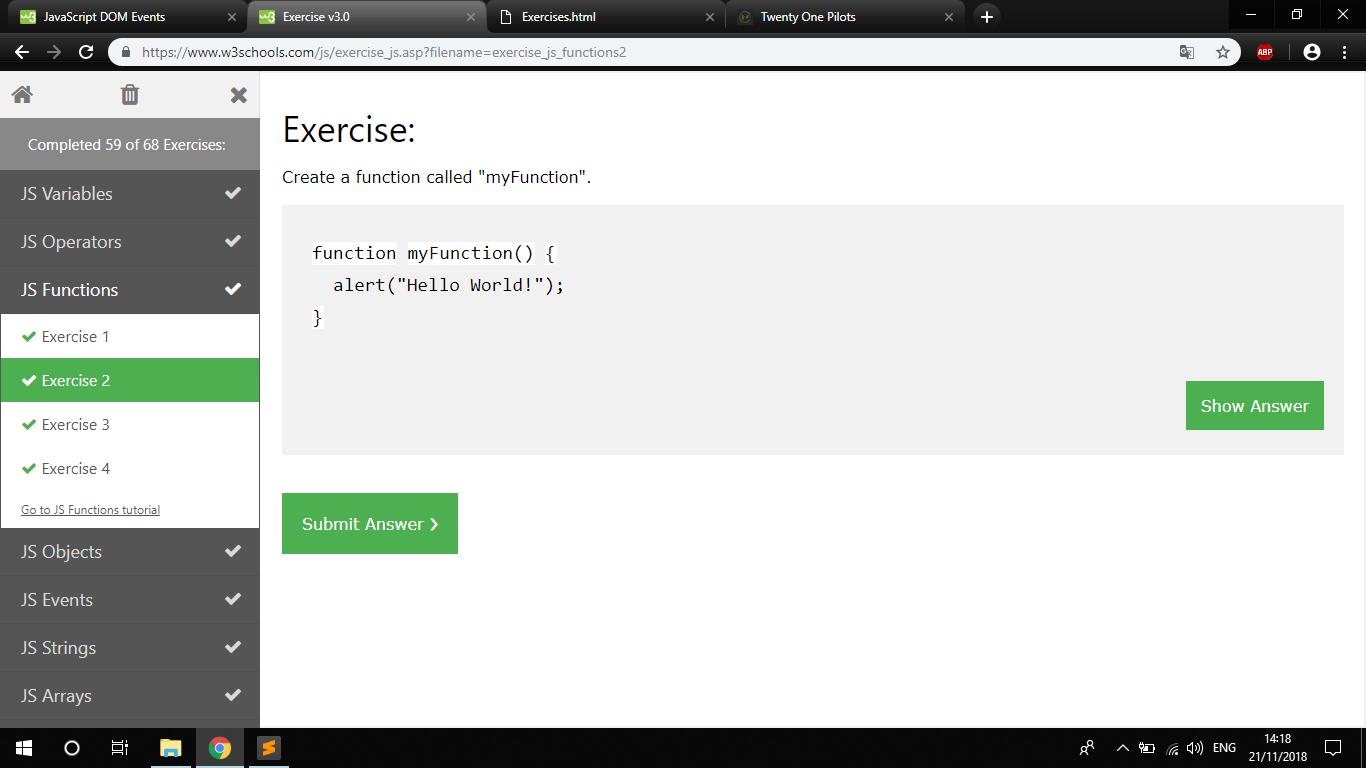 JavaScript DOM Events
Exercise v3.0
Exercises.html
Twenty One Pilots
https://www.w3schools.com/js/exercise_js.asp?filename=exercise_js_functions2
ABP
Completed 59 of 68 Exercises:
JS Variables
JS Operators
JS Functions
Exercise 1
Exercise 2
Exercise 3
Exercise 4
Go to JS Functions tutorial
JS Objects
JS Events
JS Strings
JS Arrays
Exercise:
Create a function called "myFunction".
function myFunction() {
alert("Hello World!");
}
Show Answer
Submit Answer ❯
ENG
14:18
21/11/2018